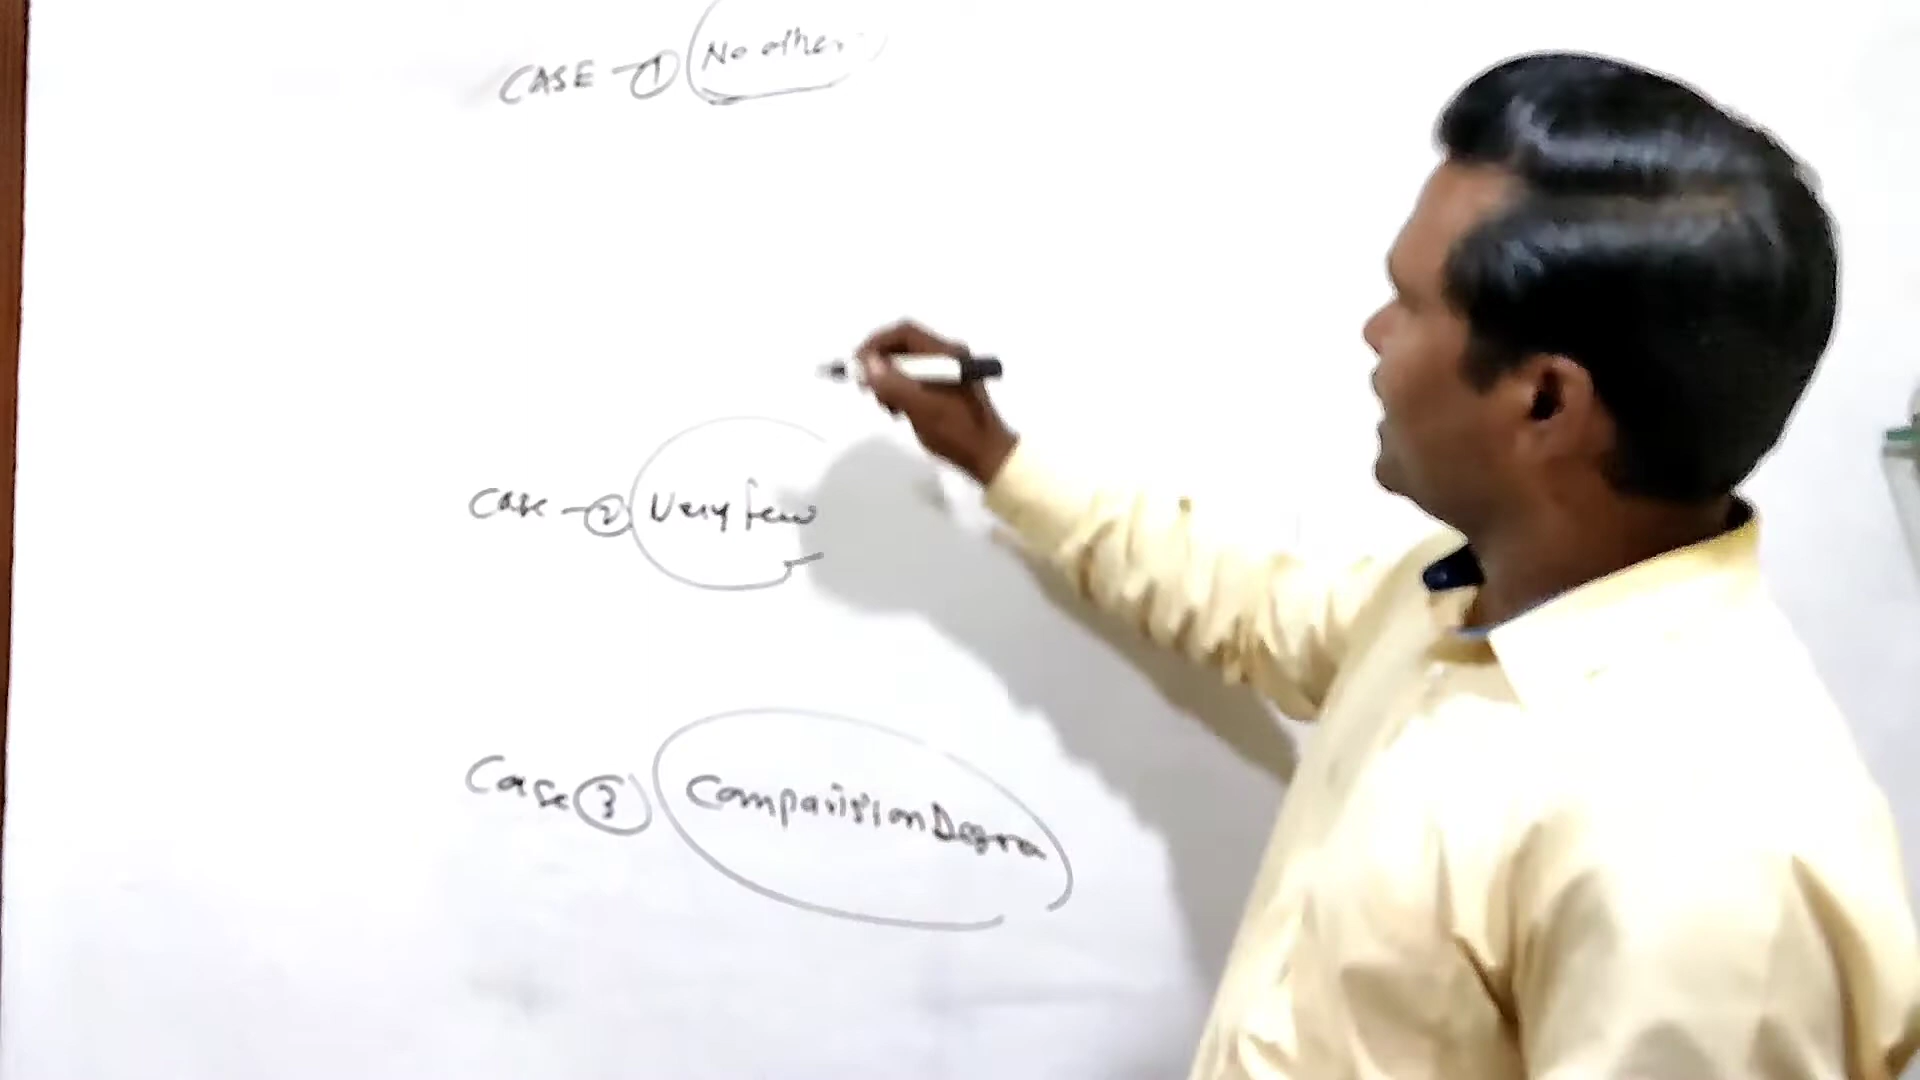 CASE - ① No other
Case - ② Very few
Case ③ Comparision Degree